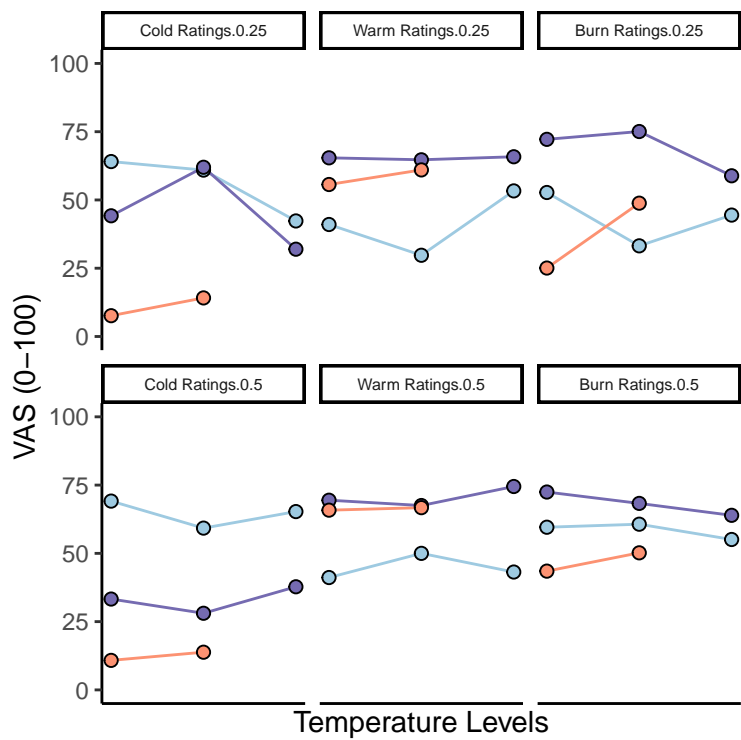 Cold Ratings.0.25
Warm Ratings.0.25
Burn Ratings.0.25
100
75
50
25
0
Cold Ratings.0.5
Warm Ratings.0.5
Burn Ratings.0.5
100
75
50
25
0
VAS (0−100)
Temperature Levels